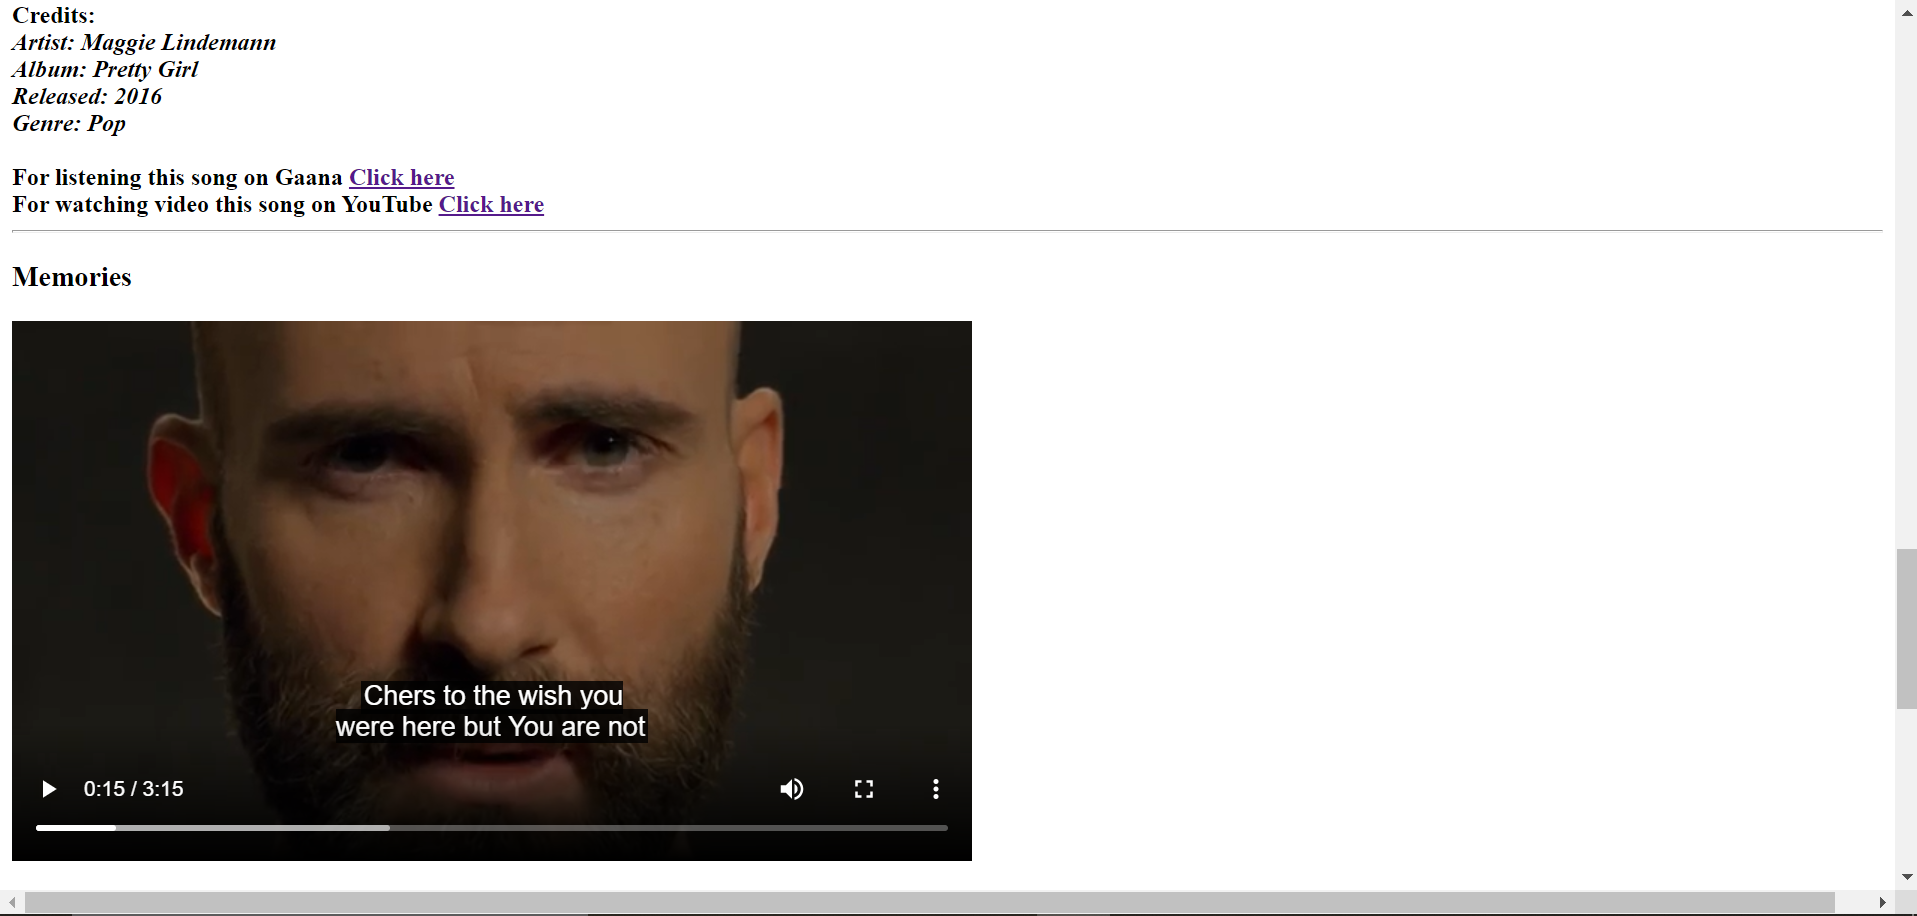 Credits:
Artist: Maggie Lindemann
Album: Pretty Girl
Released: 2016
Genre: Pop
For listening this song on Gaana Click here
For watching video this song on YouTube Click here
Memories
Chers to the wish you
were here but You are not
0:15 / 3:15